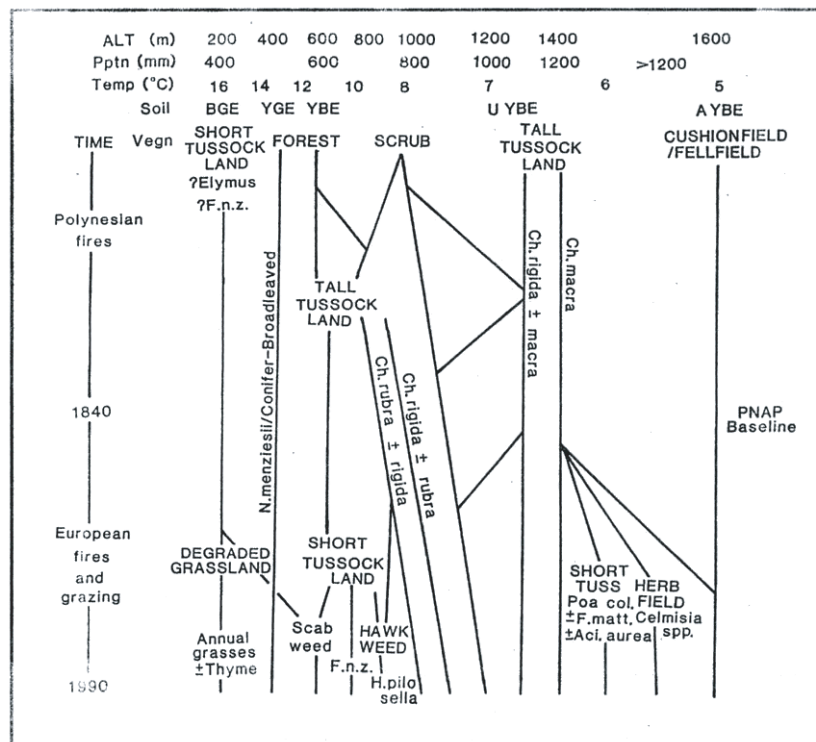 ALT (m) 200 400 600 800 1000 1200 1400 1600
Pptn (mm) 400 600 800 1000 1200 >1200
Temp (°C) 16 14 12 10 8 7 6 5
Soil BGE YGE YBE U YBE A YBE
TIME Vegn
SHORT
TUSSOCK
LAND
?Elymus
?F.n.z.
FOREST
SCRUB
TALL
TUSSOCK
LAND
CUSHIONFIELD
/FELLFIELD
Polynesian
fires
N.menziesii/Conifer-Broadleaved
TALL
TUSSOCK
LAND
Ch. rubra ± rigida
Ch. rigida ± rubra
Ch. rigida ± macra
Ch. macra
1840
PNAP
Baseline
European
fires
and
grazing
DEGRADED
GRASSLAND
SHORT
TUSSOCK
LAND
SHORT
TUSS
Poa col.
±F.matt.
±Aci. aurea
HERB
FIELD
Celmisia
spp.
Annual
grasses
±Thyme
Scab
weed
F.n.z.
HAWK
WEED
H.pilo
sella
1990